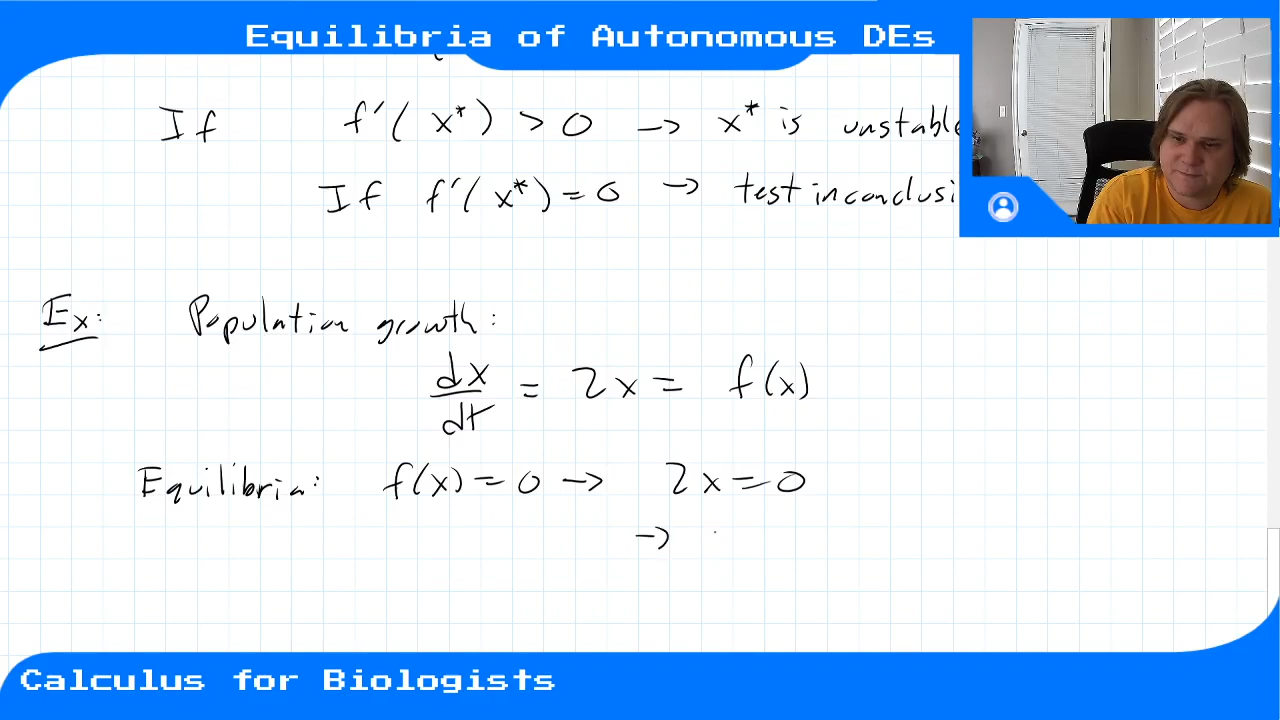 Equilibria of Autonomous DEs
If f'(x*) > 0 → x* is unstable
If f'(x*) = 0 → test
Ex: Population growth:
dx/dt = 2x = f(x)
Equilibria: f(x) = 0 → 2x = 0
→
Calculus for Biologists